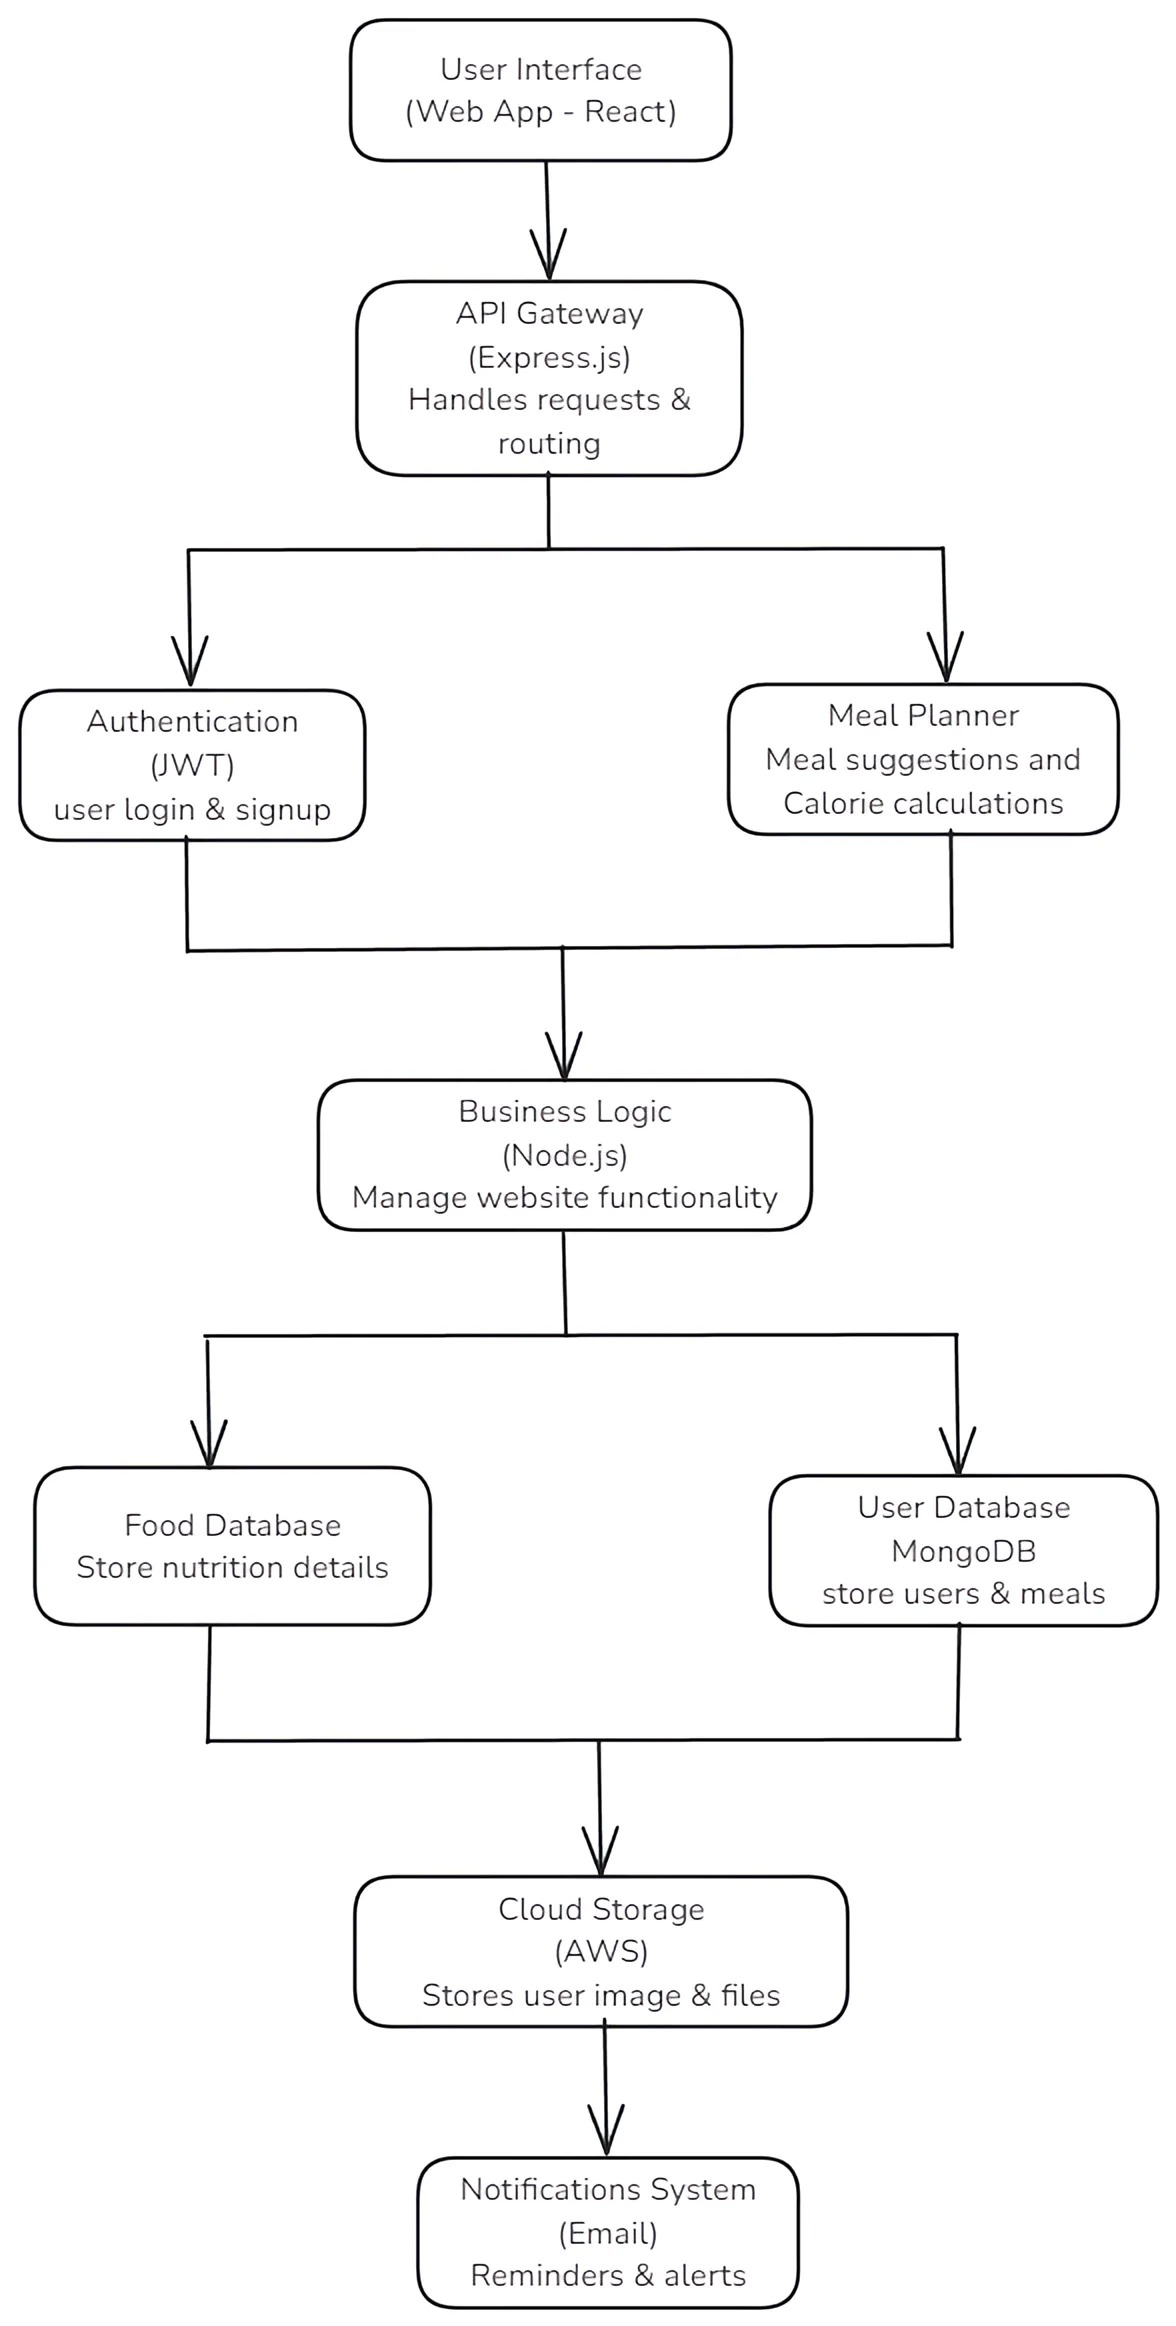 User Interface
(Web App - React)
API Gateway
(Express.js)
Handles requests &
routing
Authentication
(JWT)
user login & signup
Meal Planner
Meal suggestions and
Calorie calculations
Business Logic
(Node.js)
Manage website functionality
Food Database
Store nutrition details
User Database
MongoDB
store users & meals
Cloud Storage
(AWS)
Stores user image & files
Notifications System
(Email)
Reminders & alerts